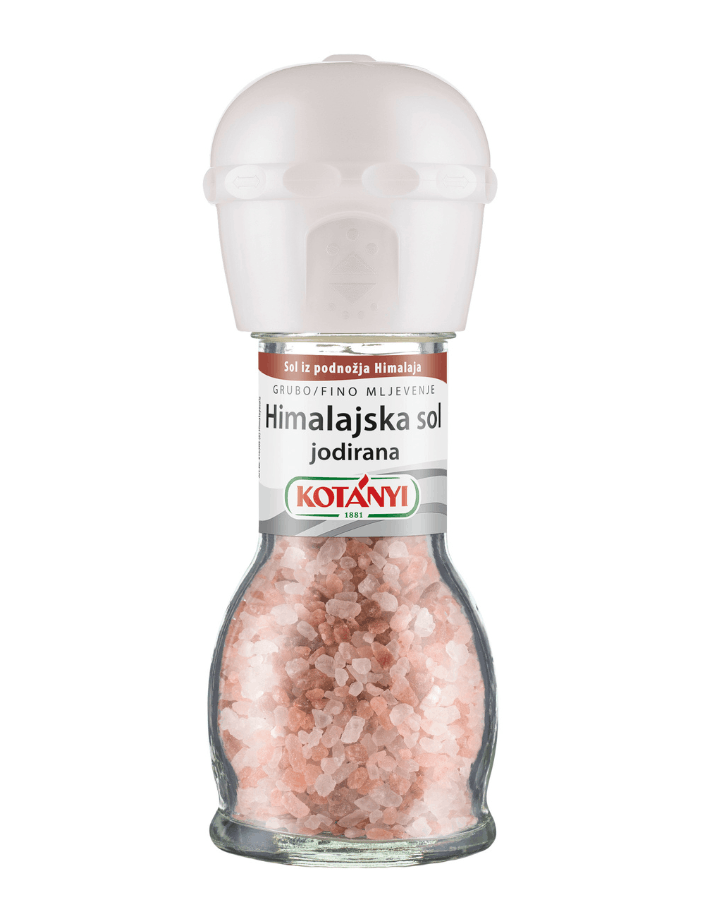 Sol iz podnožja Himalaja
GRUBO/FINO MLJEVENJE
Himalajska sol
jodirana
KOTÁNYI
1881